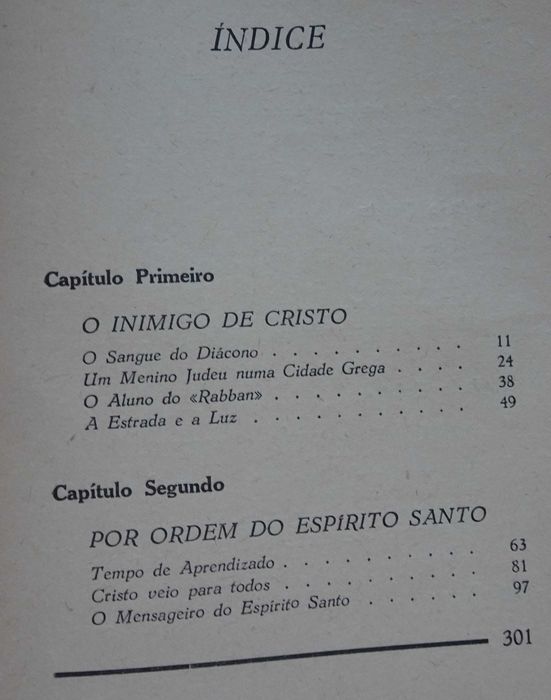 ÍNDICE
Capítulo Primeiro
O INIMIGO DE CRISTO
O Sangue do Diácono . . . . . . . . . . 11
Um Menino Judeu numa Cidade Grega . . . . 24
O Aluno do «Rabban» . . . . . . . . . . 38
A Estrada e a Luz . . . . . . . . . . . 49
Capítulo Segundo
POR ORDEM DO ESPÍRITO SANTO
Tempo de Aprendizado . . . . . . . . . . 63
Cristo veio para todos . . . . . . . . . . 81
O Mensageiro do Espírito Santo . . . . . . 97
301